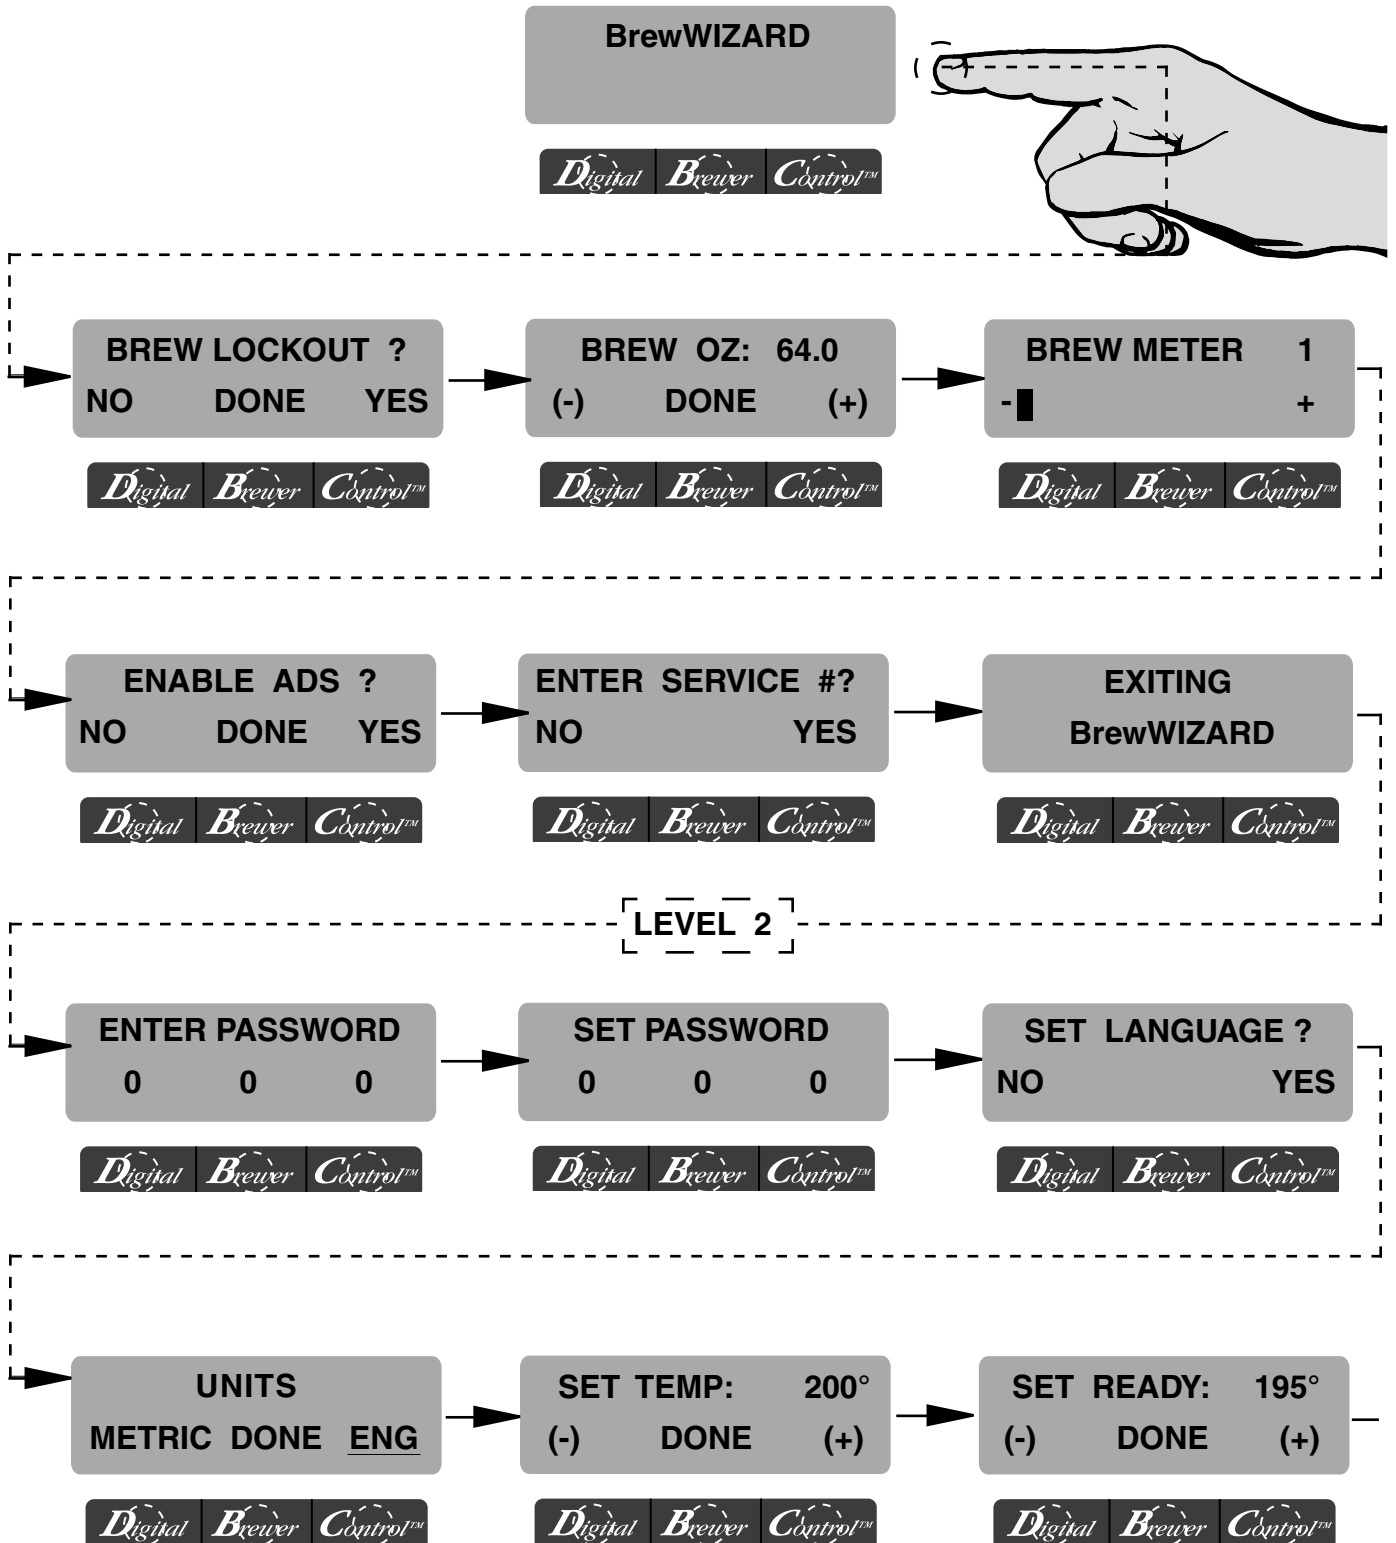 BrewWIZARD
Digital Brewer Control™
BREW LOCKOUT ?
NO DONE YES
Digital Brewer Control™
BREW OZ: 64.0
(-) DONE (+)
Digital Brewer Control™
BREW METER 1
- +
Digital Brewer Control™
ENABLE ADS ?
NO DONE YES
Digital Brewer Control™
ENTER SERVICE #?
NO YES
Digital Brewer Control™
EXITING
BrewWIZARD
Digital Brewer Control™
LEVEL 2
ENTER PASSWORD
0 0 0
Digital Brewer Control™
SET PASSWORD
0 0 0
Digital Brewer Control™
SET LANGUAGE ?
NO YES
Digital Brewer Control™
UNITS
METRIC DONE ENG
Digital Brewer Control™
SET TEMP: 200°
(-) DONE (+)
Digital Brewer Control™
SET READY: 195°
(-) DONE (+)
Digital Brewer Control™